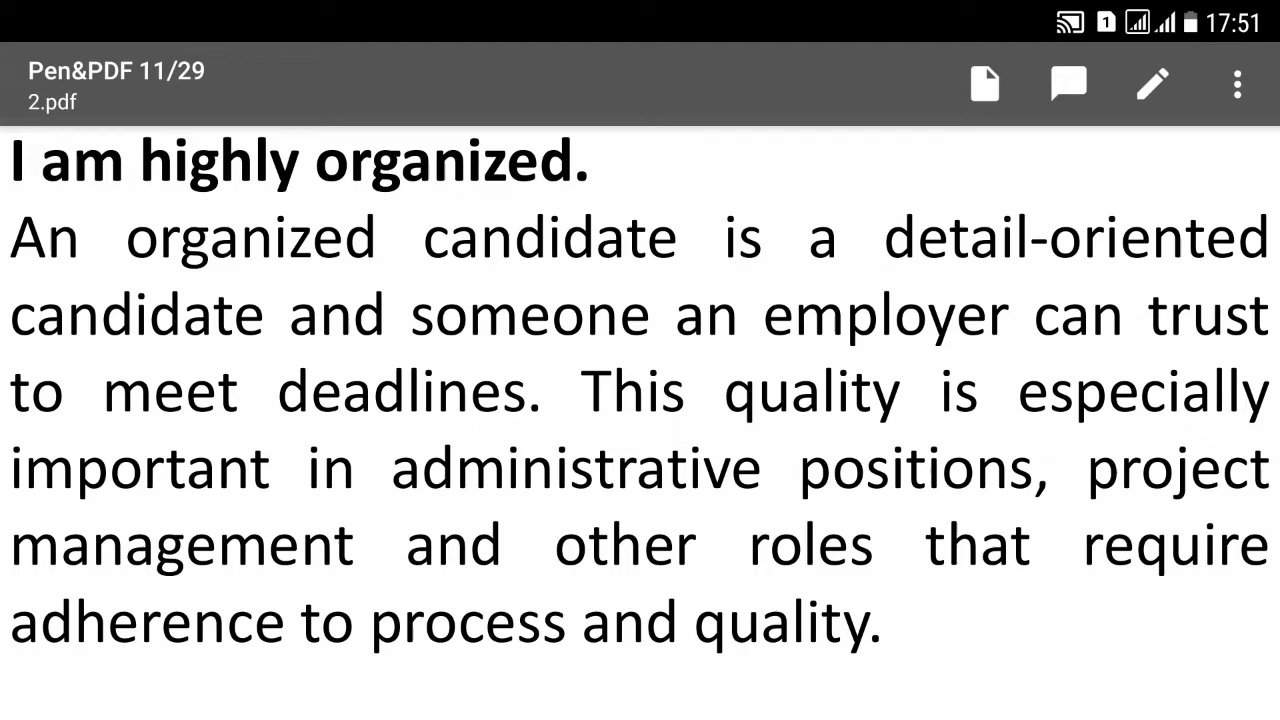 1 17:51
Pen&PDF 11/29
2.pdf
I am highly organized.
An organized candidate is a detail-oriented
candidate and someone an employer can trust
to meet deadlines. This quality is especially
important in administrative positions, project
management and other roles that require
adherence to process and quality.